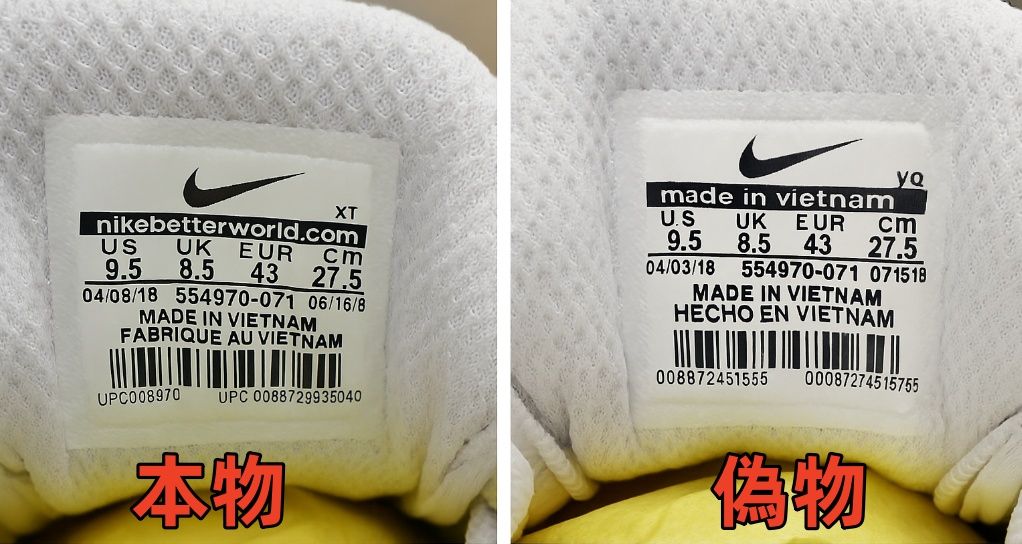 XT
nikebetterworld.com
US UK EUR cm
9.5 8.5 43 27.5
04/08/18 554970-071 06/16/8
MADE IN VIETNAM
FABRIQUE AU VIETNAM
UPC008970 UPC 0088729935040
本物
YQ
made in vietnam
U.S UK EUR cm
9.5 8.5 43 27.5
04/03/18 554970-071 071518
MADE IN VIETNAM
HECHO EN VIETNAM
008872451555 00087274515755
偽物